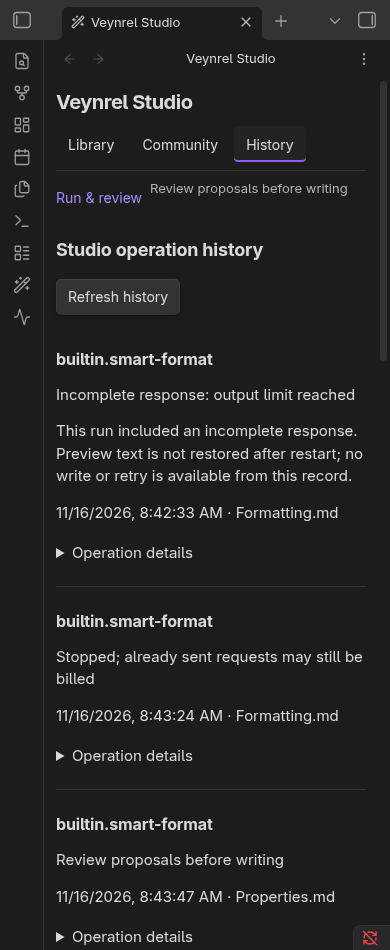 Veynrel Studio
Veynrel Studio
Veynrel Studio
Library
Community
History
Run & review
Review proposals before writing
Studio operation history
Refresh history
builtin.smart-format
Incomplete response: output limit reached
This run included an incomplete response.
Preview text is not restored after restart; no
write or retry is available from this record.
11/16/2026, 8:42:33 AM · Formatting.md
Operation details
builtin.smart-format
Stopped; already sent requests may still be
billed
11/16/2026, 8:43:24 AM · Formatting.md
Operation details
builtin.smart-format
Review proposals before writing
11/16/2026, 8:43:47 AM · Properties.md
Operation details